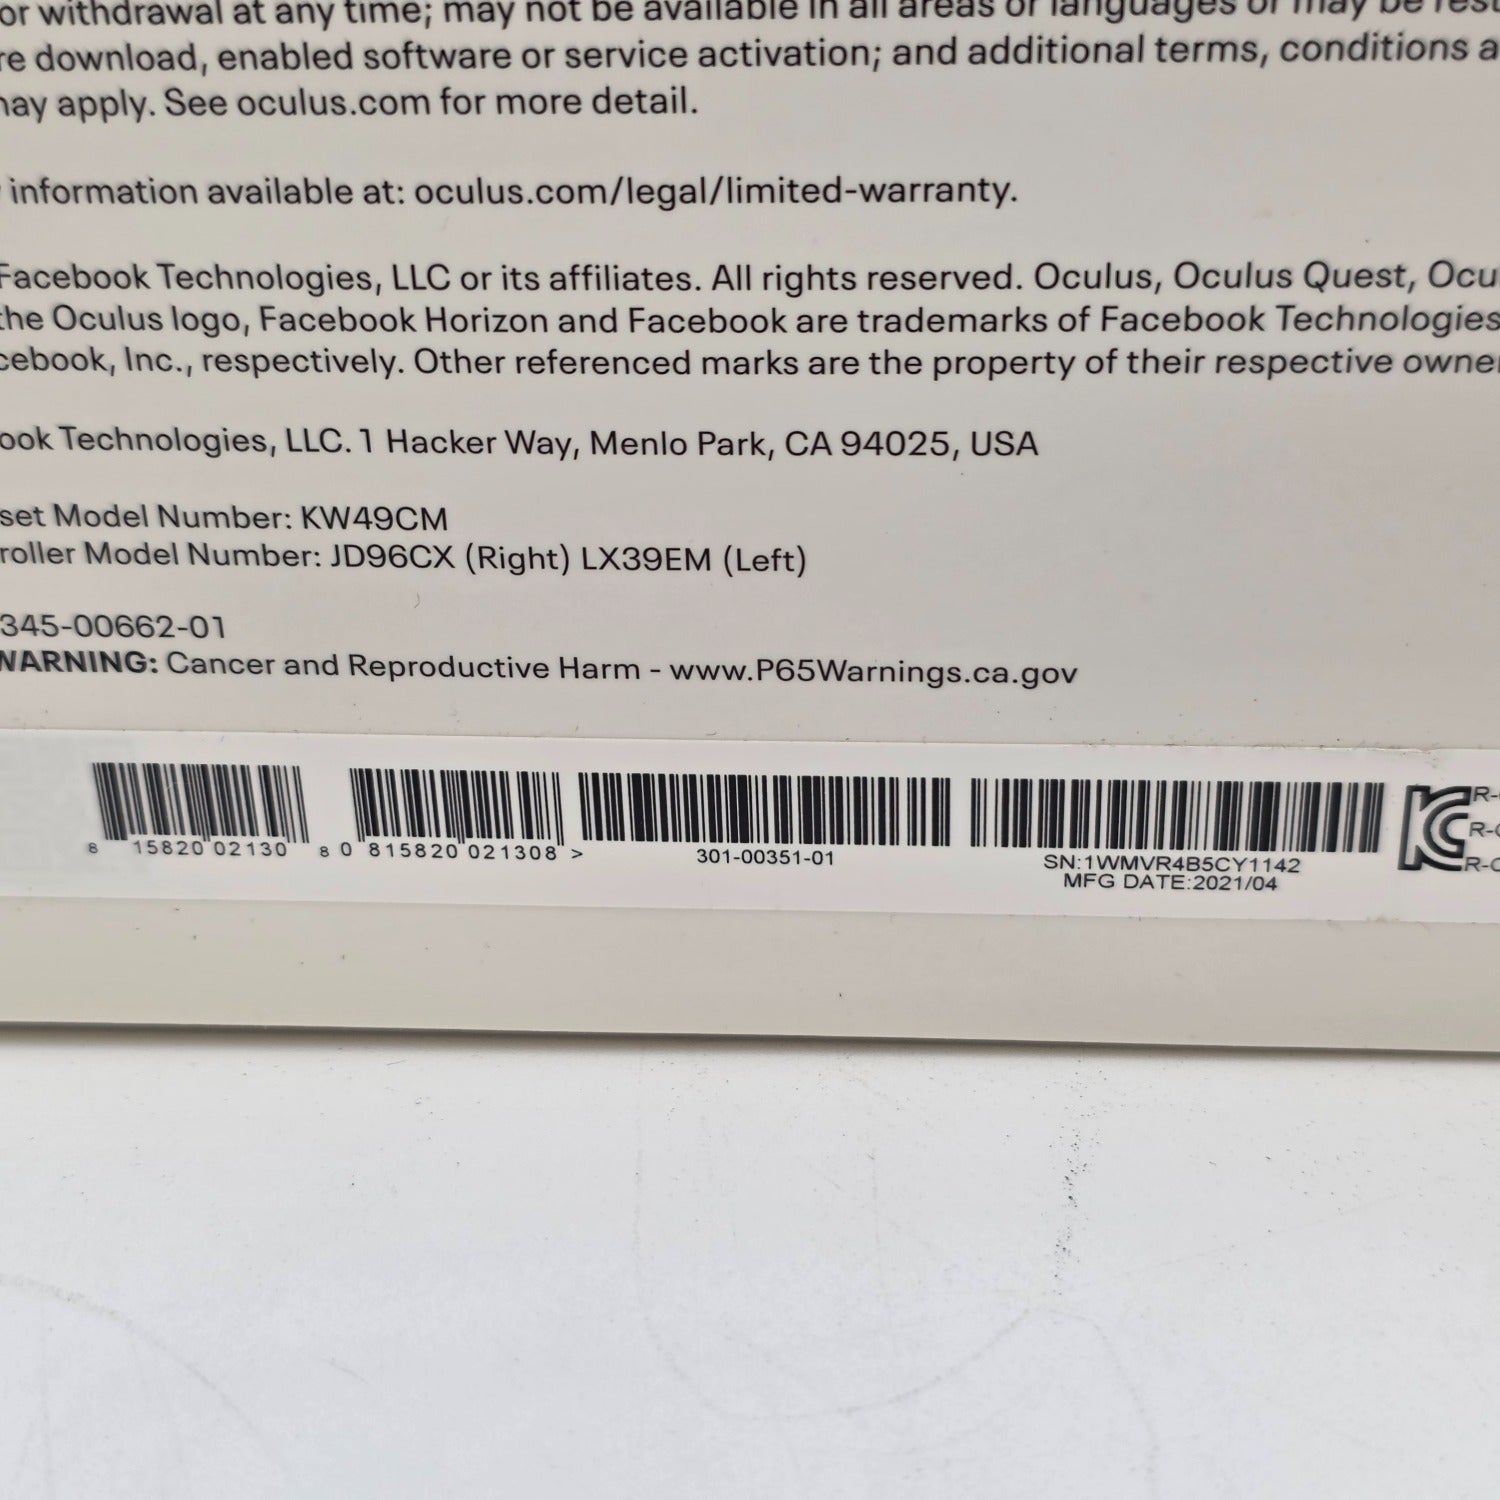 or withdrawal at any time; may not be available in all areas or languages or may be
download, enabled software or service activation; and additional terms, conditions
may apply. See oculus.com for more detail.
information available at: oculus.com/legal/limited-warranty.
Facebook Technologies, LLC or its affiliates. All rights reserved. Oculus, Oculus Quest, Ocu
the Oculus logo, Facebook Horizon and Facebook are trademarks of Facebook Technologies
cebook, Inc., respectively. Other referenced marks are the property of their respective owner
ook Technologies, LLC. 1 Hacker Way, Menlo Park, CA 94025, USA
set Model Number: KW49CM
roller Model Number: JD96CX (Right) LX39EM (Left)
345-00662-01
WARNING: Cancer and Reproductive Harm - www.P65Warnings.ca.gov
8 15820 02130 8 0 815820 021308 > 301-00351-01 SN:1WMVR4B5CY1142
MFG DATE:2021/04
KC
R-
R-
R-